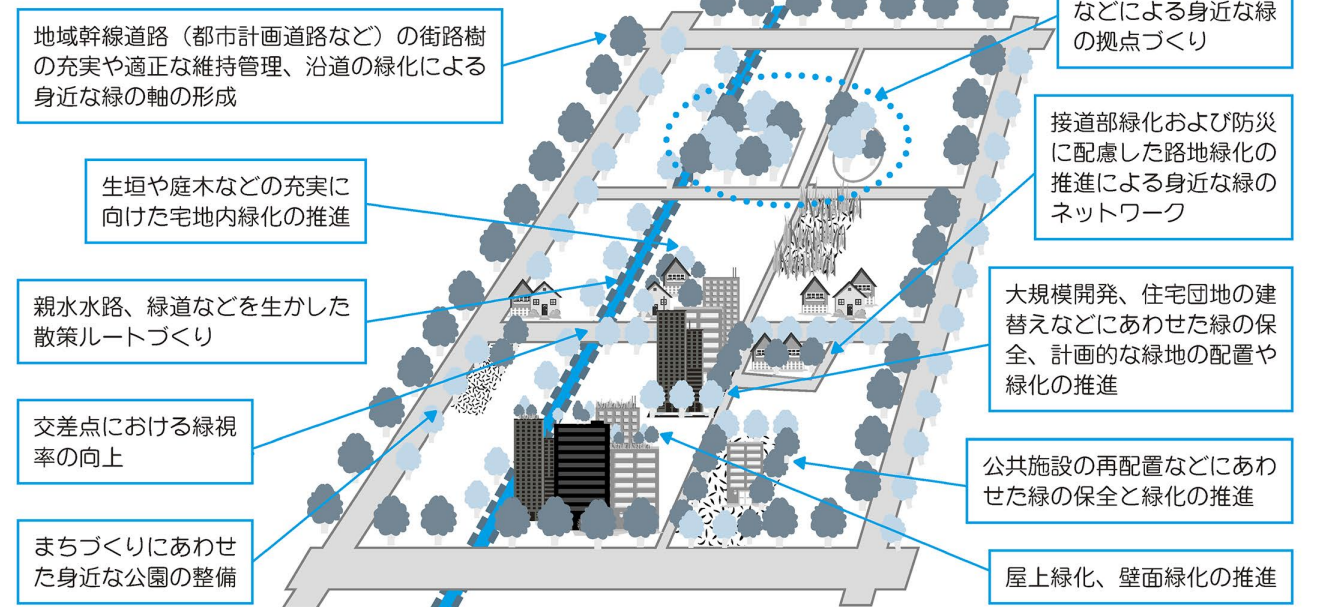 地域幹線道路（都市計画道路など）の街路樹
の充実や適正な維持管理、沿道の緑化による
身近な緑の軸の形成
生垣や庭木などの充実に
向けた宅地内緑化の推進
親水水路、緑道などを生かした
散策ルートづくり
交差点における緑視
率の向上
まちづくりにあわせ
た身近な公園の整備
などによる身近な緑
の拠点づくり
接道部緑化および防災
に配慮した路地緑化の
推進による身近な緑の
ネットワーク
大規模開発、住宅団地の建
替えなどにあわせた緑の保
全、計画的な緑地の配置や
緑化の推進
公共施設の再配置などにあわ
せた緑の保全と緑化の推進
屋上緑化、壁面緑化の推進